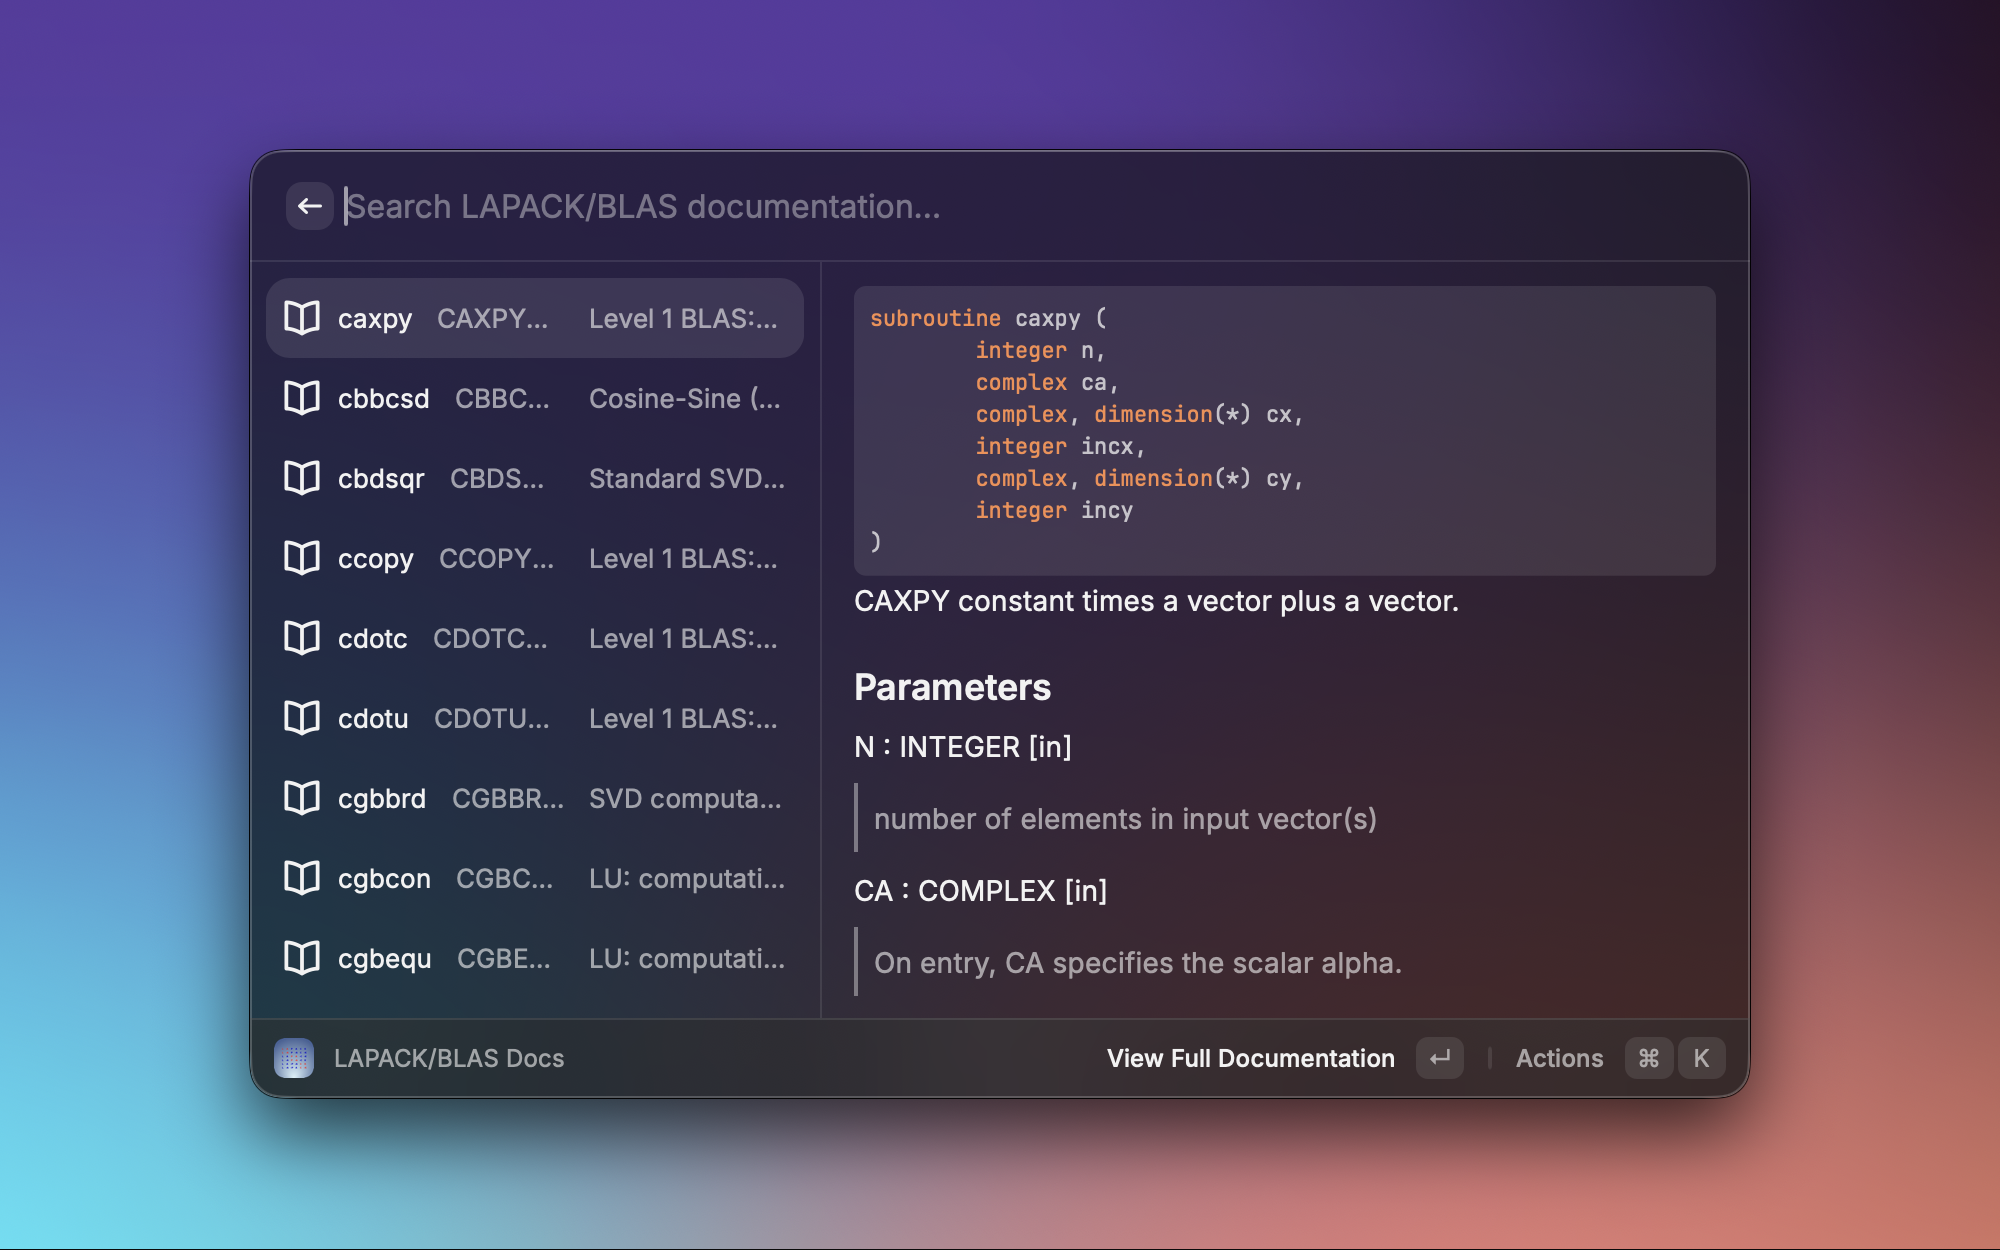 Search LAPACK/BLAS documentation...
caxpy CAXPY... Level 1 BLAS:...
cbbcsd CBBC... Cosine-Sine (...
cbdsqr CBDS... Standard SVD...
ccopy CCOPY... Level 1 BLAS:...
cdotc CDOTC... Level 1 BLAS:...
cdotu CDOTU... Level 1 BLAS:...
cgbbrd CGBBR... SVD computa...
cgbcon CGBC... LU: computati...
cgbequ CGBE... LU: computati...
subroutine caxpy (
integer n,
complex ca,
complex, dimension(*) cx,
integer incx,
complex, dimension(*) cy,
integer incy
)
CAXPY constant times a vector plus a vector.
Parameters
N : INTEGER [in]
number of elements in input vector(s)
CA : COMPLEX [in]
On entry, CA specifies the scalar alpha.
LAPACK/BLAS Docs
View Full Documentation ↵ | Actions ⌘ K